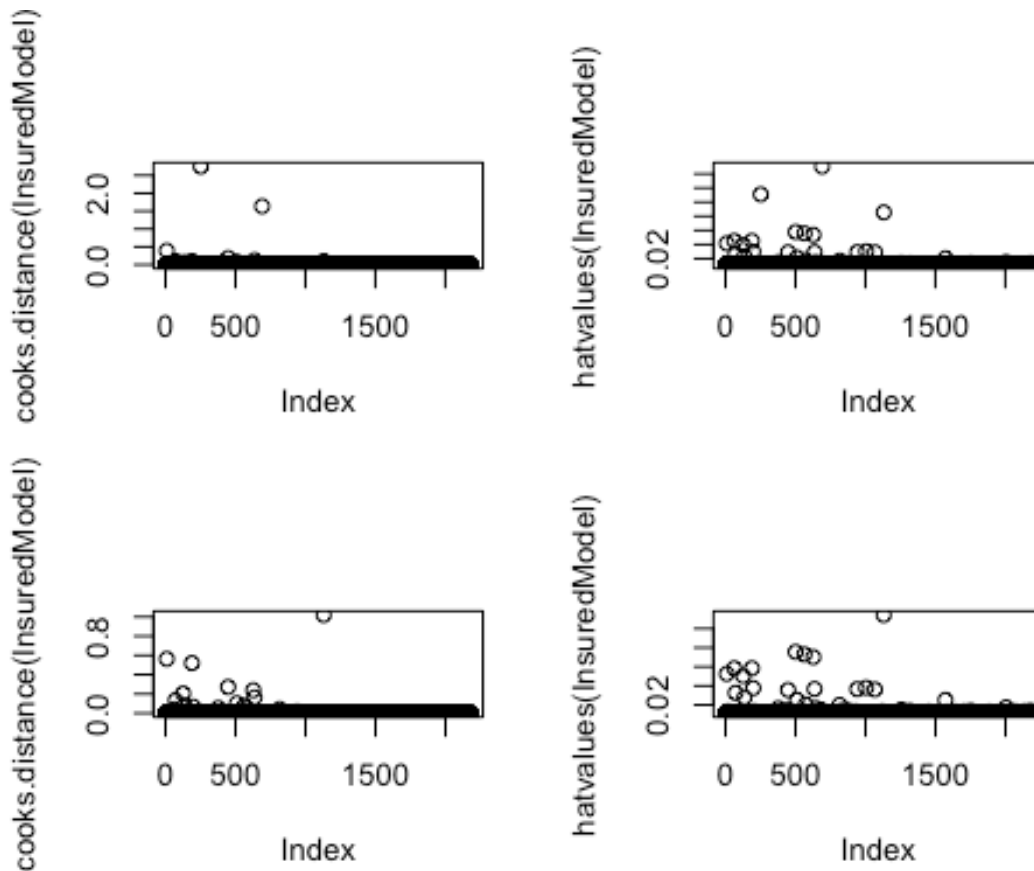 cooks.distance(InsuredModel)
0.0 2.0
0 500 1500
Index
hatvalues(InsuredModel)
0.02
0 500 1500
Index
cooks.distance(InsuredModel)
0.0 0.8
0 500 1500
Index
hatvalues(InsuredModel)
0.02
0 500 1500
Index